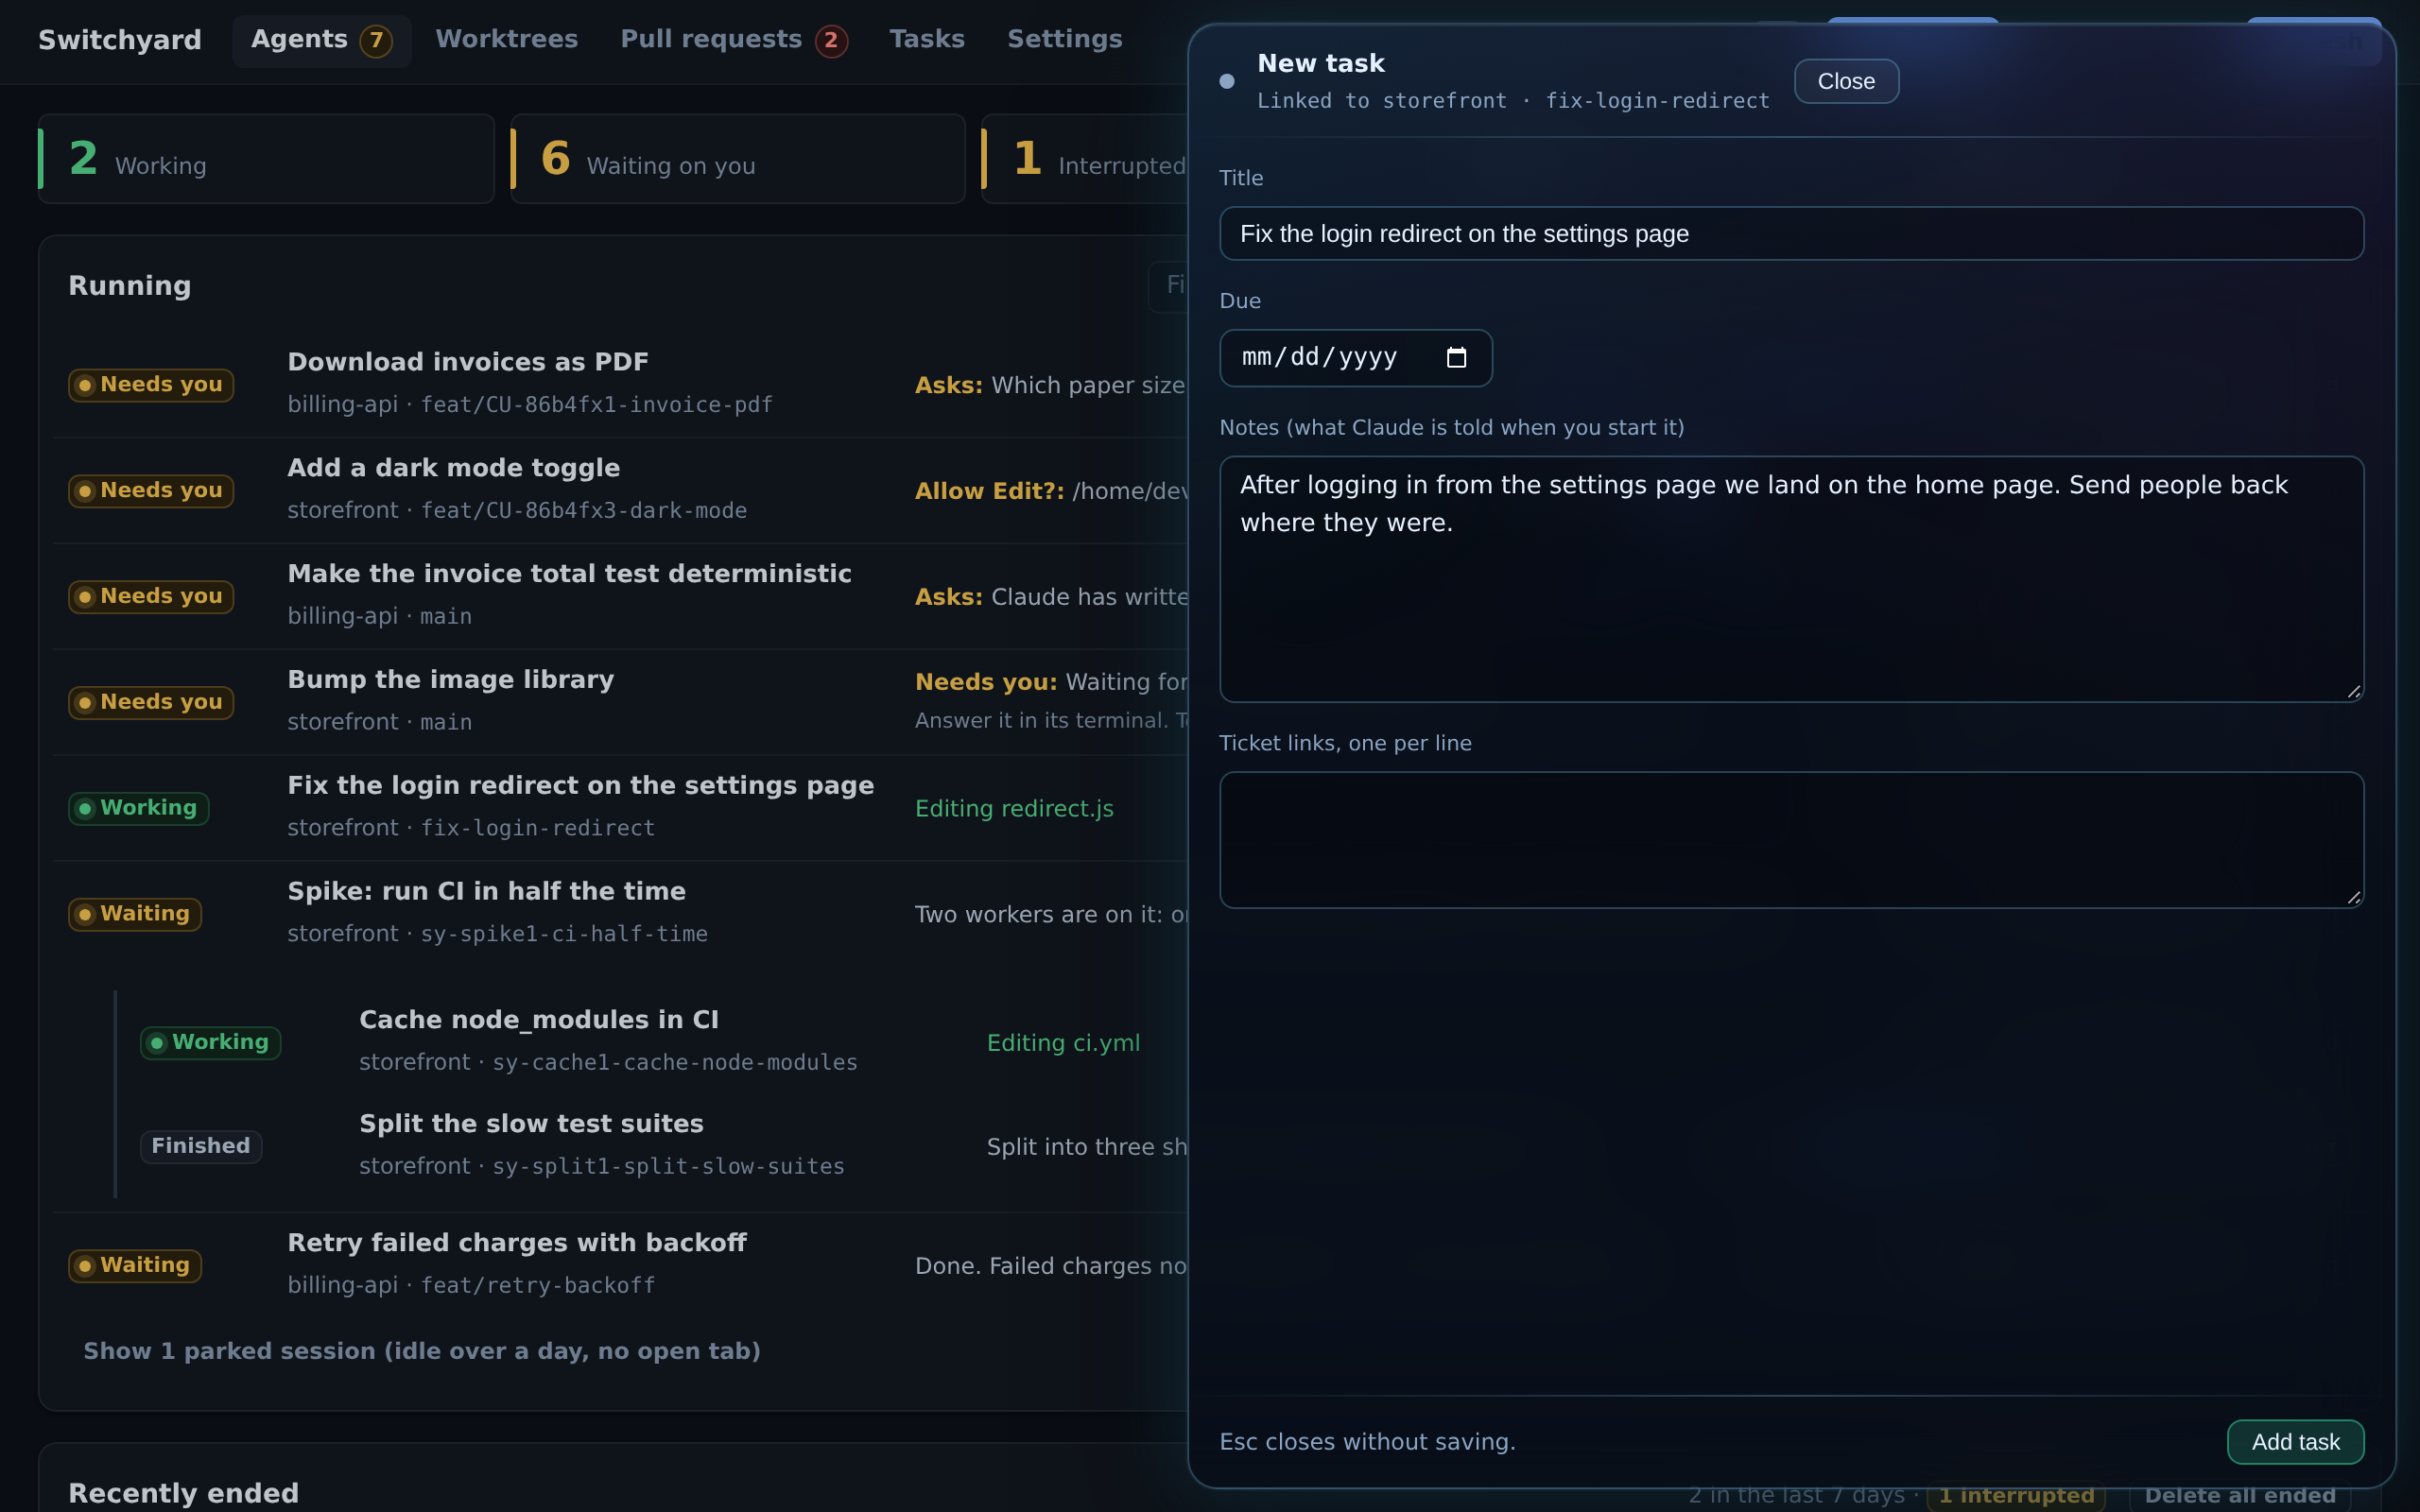 Switchyard Agents 7 Worktrees Pull requests 2 Tasks Settings
2 Working
6 Waiting on you
1 Interrupted
Running
Needs you
Download invoices as PDF
billing-api · feat/CU-86b4fx1-invoice-pdf
Asks: Which paper size
Needs you
Add a dark mode toggle
storefront · feat/CU-86b4fx3-dark-mode
Allow Edit?: /home/dev
Needs you
Make the invoice total test deterministic
billing-api · main
Asks: Claude has writte
Needs you
Bump the image library
storefront · main
Needs you: Waiting for
Answer it in its terminal.
Working
Fix the login redirect on the settings page
storefront · fix-login-redirect
Editing redirect.js
Waiting
Spike: run CI in half the time
storefront · sy-spike1-ci-half-time
Two workers are on it:
Working
Cache node_modules in CI
storefront · sy-cache1-cache-node-modules
Editing ci.yml
Finished
Split the slow test suites
storefront · sy-split1-split-slow-suites
Split into three sh
Waiting
Retry failed charges with backoff
billing-api · feat/retry-backoff
Done. Failed charges no
Show 1 parked session (idle over a day, no open tab)
Recently ended
2 in the last 7 days · 1 interrupted Delete all ended
New task
Linked to storefront · fix-login-redirect
Close
Title
Fix the login redirect on the settings page
Due
mm/dd/yyyy
Notes (what Claude is told when you start it)
After logging in from the settings page we land on the home page. Send people back
where they were.
Ticket links, one per line
Esc closes without saving.
Add task